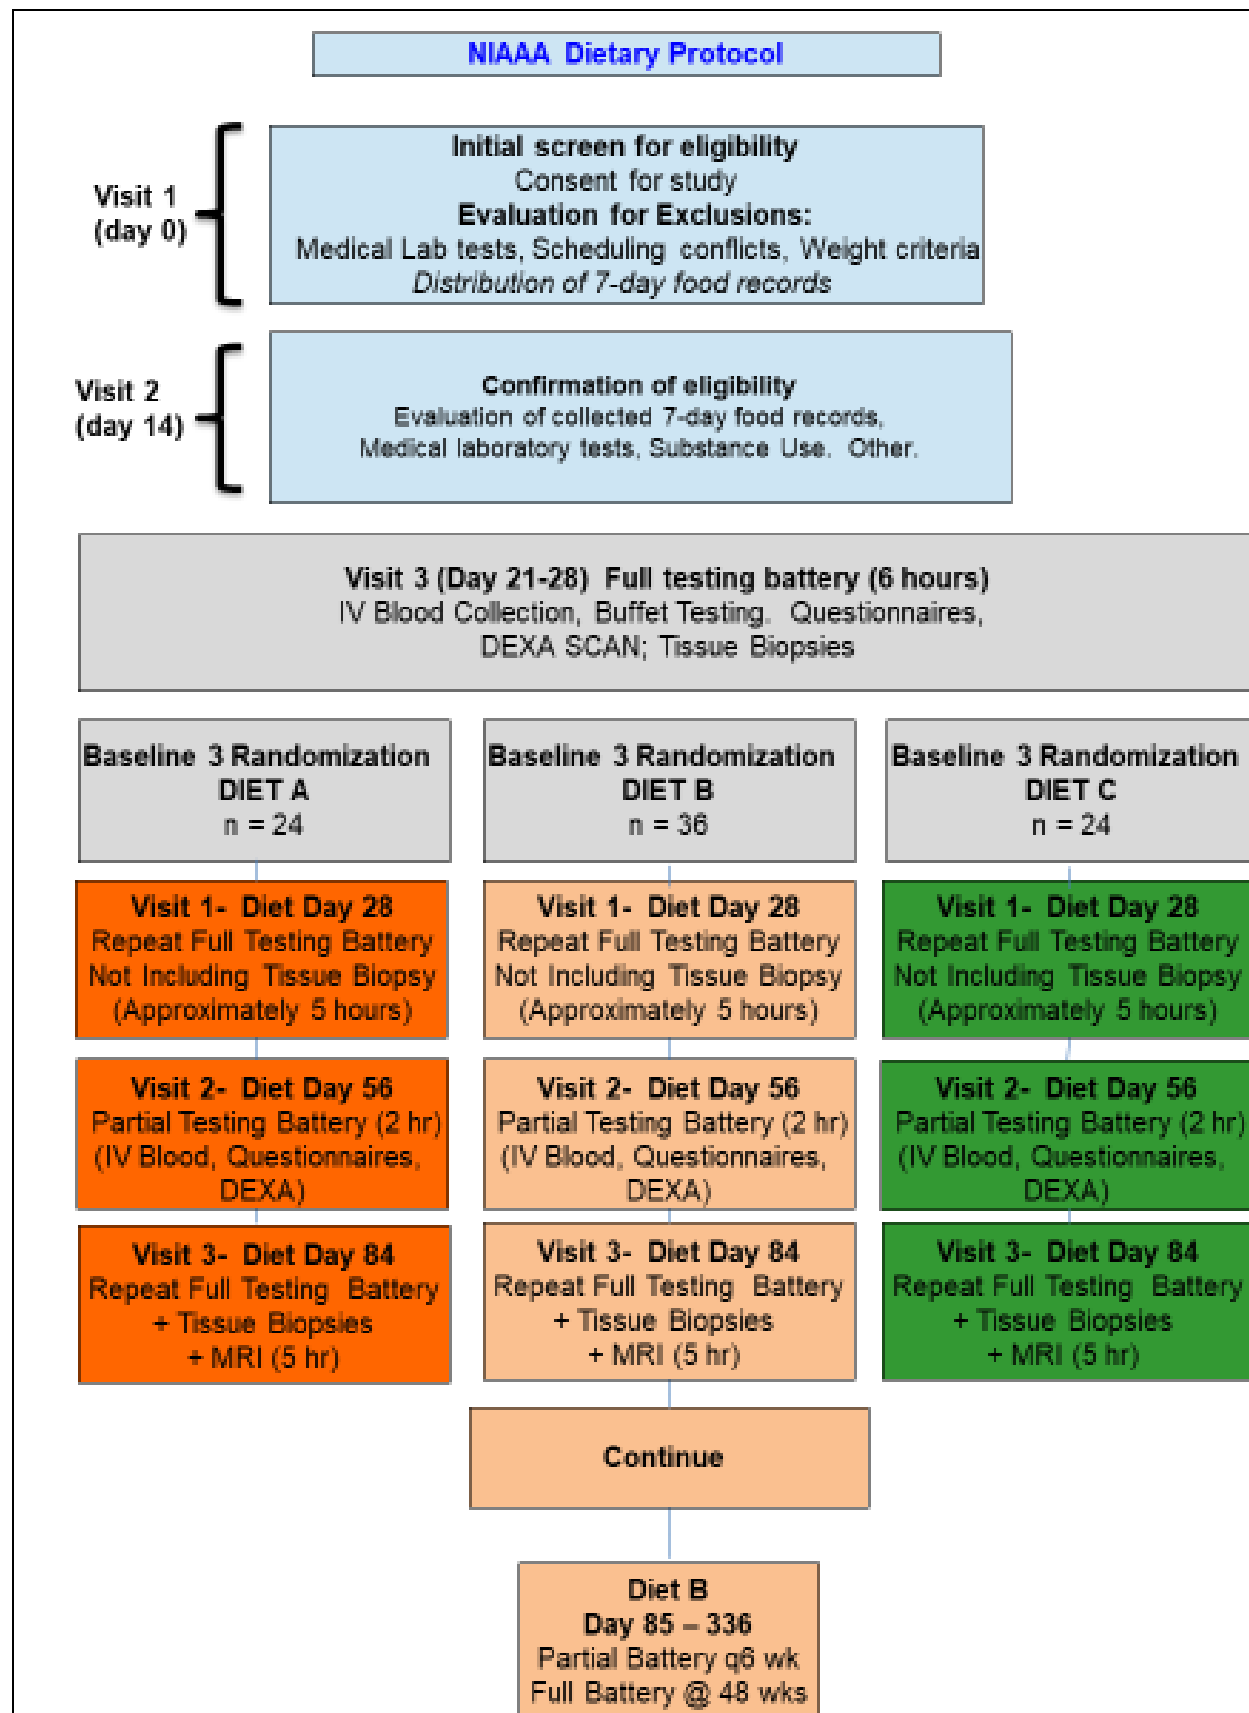 NIAAA Dietary Protocol
Visit 1
(day 0)
Initial screen for eligibility
Consent for study
Evaluation for Exclusions:
Medical Lab tests, Scheduling conflicts, Weight criteria
Distribution of 7-day food records
Visit 2
(day 14)
Confirmation of eligibility
Evaluation of collected 7-day food records,
Medical laboratory tests, Substance Use. Other.
Visit 3 (Day 21-28) Full testing battery (6 hours)
IV Blood Collection, Buffet Testing. Questionnaires,
DEXA SCAN; Tissue Biopsies
Baseline 3 Randomization
DIET A
n = 24
Baseline 3 Randomization
DIET B
n = 36
Baseline 3 Randomization
DIET C
n = 24
Visit 1- Diet Day 28
Repeat Full Testing Battery
Not Including Tissue Biopsy
(Approximately 5 hours)
Visit 1- Diet Day 28
Repeat Full Testing Battery
Not Including Tissue Biopsy
(Approximately 5 hours)
Visit 1- Diet Day 28
Repeat Full Testing Battery
Not Including Tissue Biopsy
(Approximately 5 hours)
Visit 2- Diet Day 56
Partial Testing Battery (2 hr)
(IV Blood, Questionnaires,
DEXA)
Visit 2- Diet Day 56
Partial Testing Battery (2 hr)
(IV Blood, Questionnaires,
DEXA)
Visit 2- Diet Day 56
Partial Testing Battery (2 hr)
(IV Blood, Questionnaires,
DEXA)
Visit 3- Diet Day 84
Repeat Full Testing Battery
+ Tissue Biopsies
+ MRI (5 hr)
Visit 3- Diet Day 84
Repeat Full Testing Battery
+ Tissue Biopsies
+ MRI (5 hr)
Visit 3- Diet Day 84
Repeat Full Testing Battery
+ Tissue Biopsies
+ MRI (5 hr)
Continue
Diet B
Day 85 – 336
Partial Battery q6 wk
Full Battery @ 48 wks